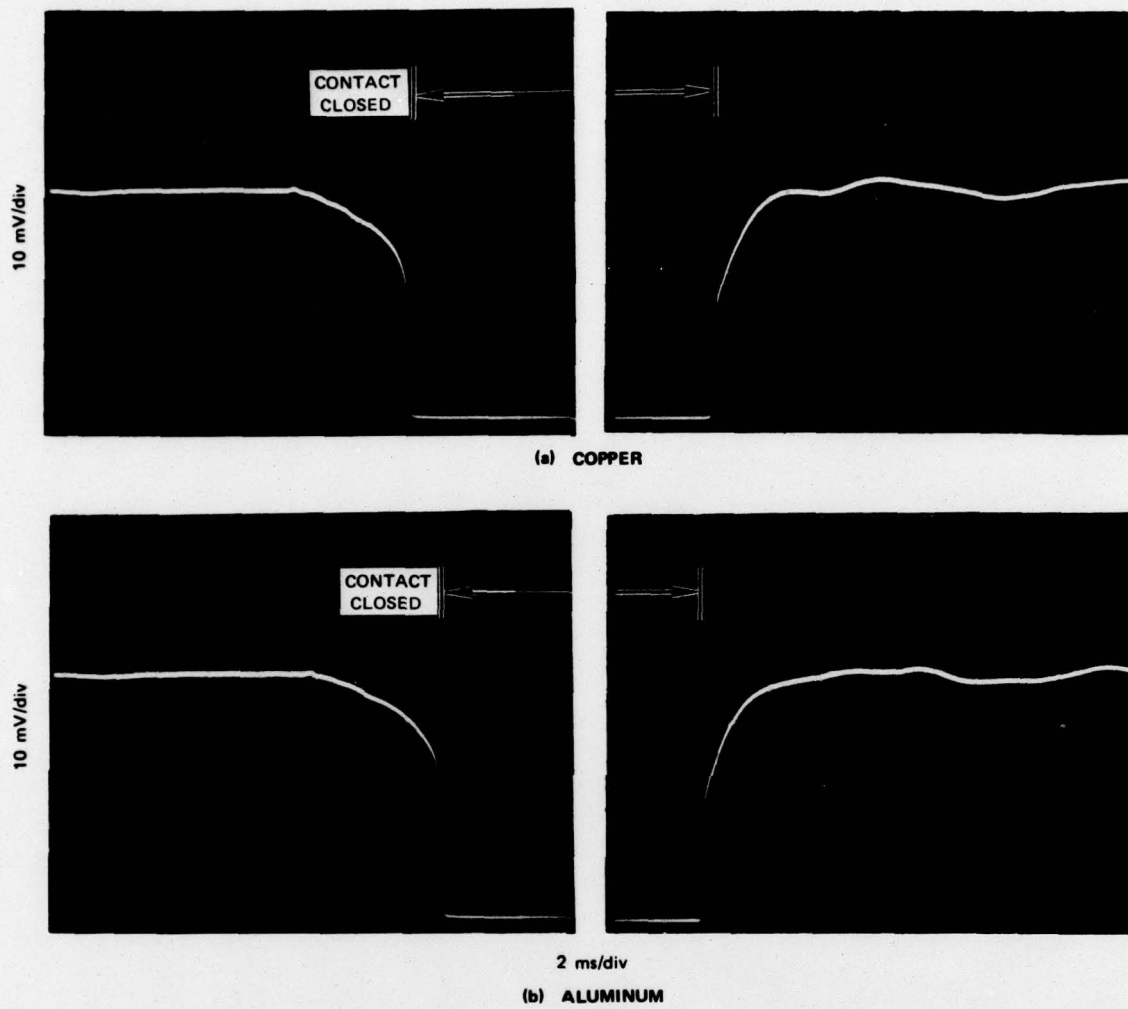 CONTACT
CLOSED
10 mV/div
(a) COPPER
CONTACT
CLOSED
10 mV/div
2 ms/div
(b) ALUMINUM